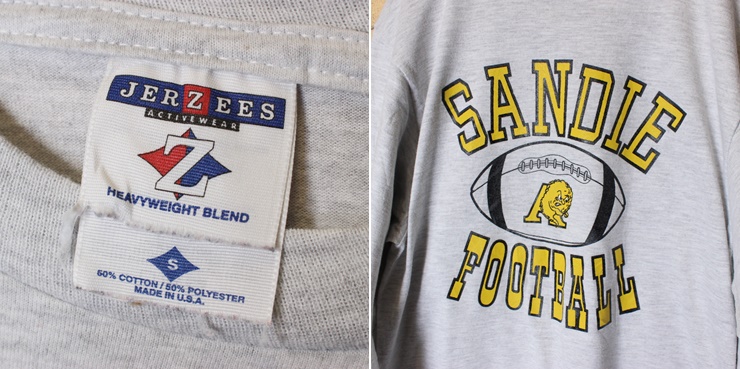 JERZEES
ACTIVEWEAR
Z
HEAVYWEIGHT BLEND
S
50% COTTON / 50% POLYESTER
MADE IN U.S.A.
SANDIE
A
FOOTBALL